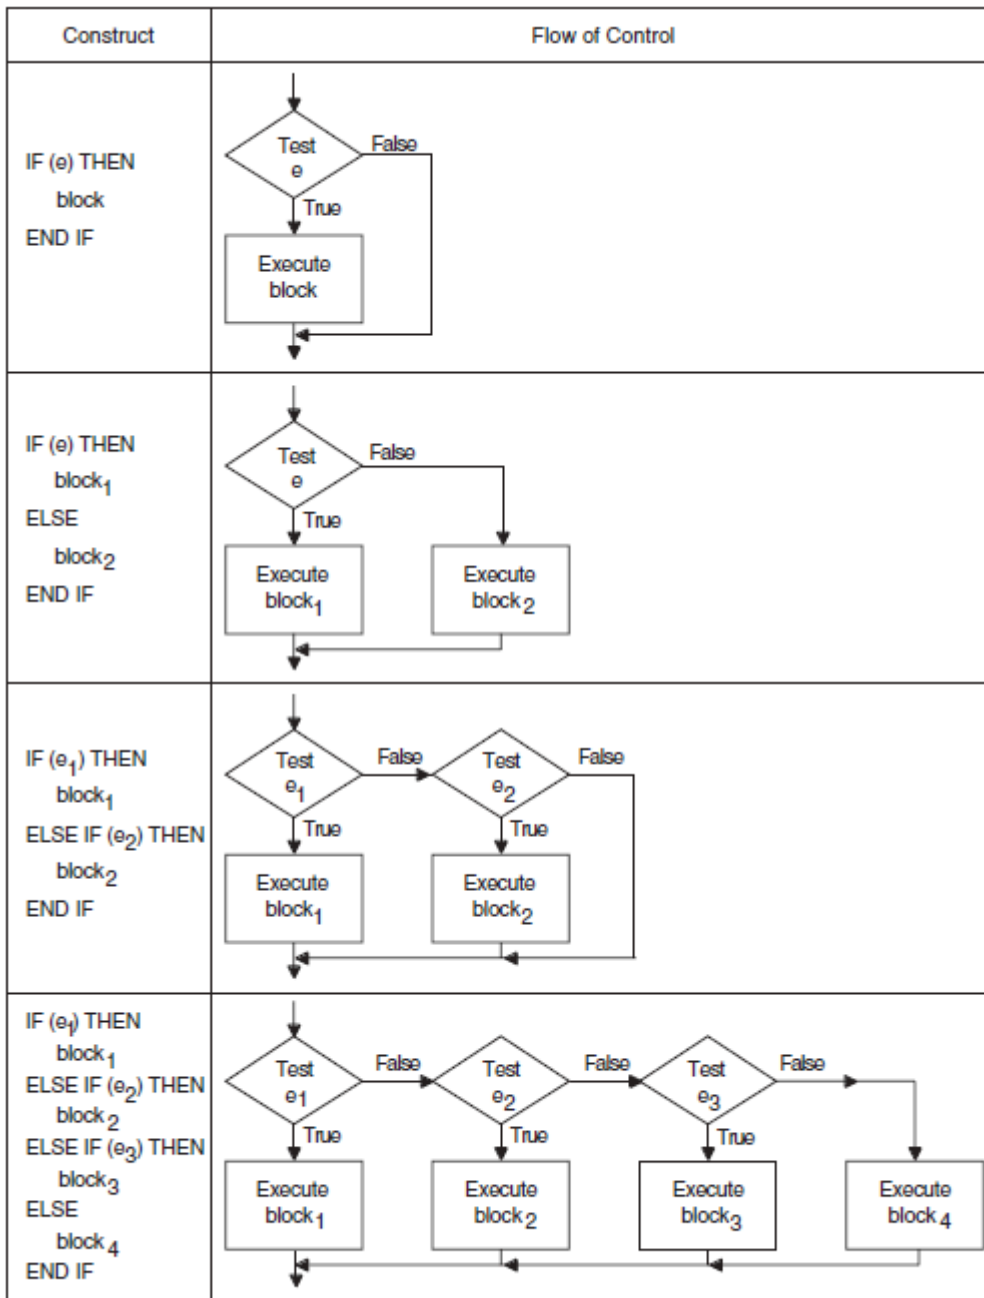 Construct
Flow of Control
IF (e) THEN
block
END IF
Test
e
False
True
Execute
block
IF (e) THEN
block1
ELSE
block2
END IF
Test
e
False
True
Execute
block1
Execute
block2
IF (e1) THEN
block1
ELSE IF (e2) THEN
block2
END IF
Test
e1
False
Test
e2
False
True
True
Execute
block1
Execute
block2
IF (e1) THEN
block1
ELSE IF (e2) THEN
block2
ELSE IF (e3) THEN
block3
ELSE
block4
END IF
Test
e1
False
Test
e2
False
Test
e3
False
True
True
True
Execute
block1
Execute
block2
Execute
block3
Execute
block4